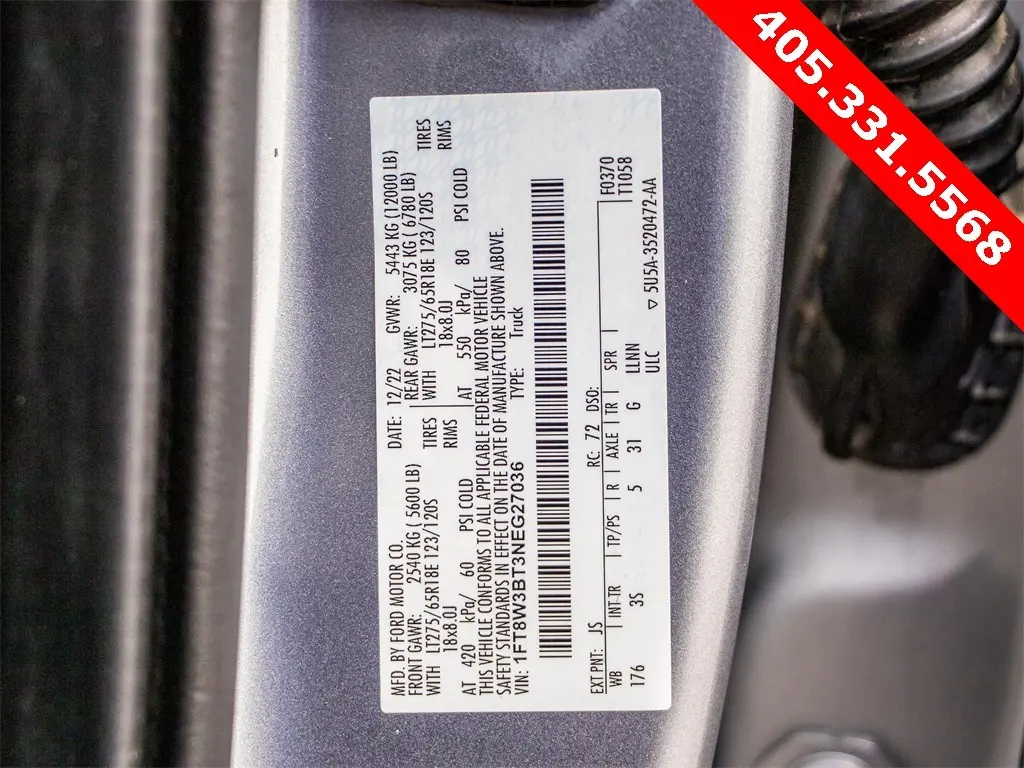 405.331.5568
MFD. BY FORD MOTOR CO. DATE: 12/22 GVWR: 5443 KG (12000 LB)
FRONT GAWR: 2540 KG ( 5600 LB) REAR GAWR: 3075 KG ( 6780 LB)
WITH LT275/65R18E 123/120S TIRES WITH LT275/65R18E 123/120S TIRES
18x8.0J RIMS 18x8.0J RIMS
AT 420 kPa/ 60 PSI COLD AT 550 kPa/ 80 PSI COLD
THIS VEHICLE CONFORMS TO ALL APPLICABLE FEDERAL MOTOR VEHICLE
SAFETY STANDARDS IN EFFECT ON THE DATE OF MANUFACTURE SHOWN ABOVE.
VIN: 1FT8W3BT3NEG27036 TYPE: Truck
EXT PNT: JS RC: 72 DSO: F0370
WB INT TR TP/PS R AXLE TR SPR T1058
176 3S 5 31 G LLNN
ULC 5U5A-3520472-AA